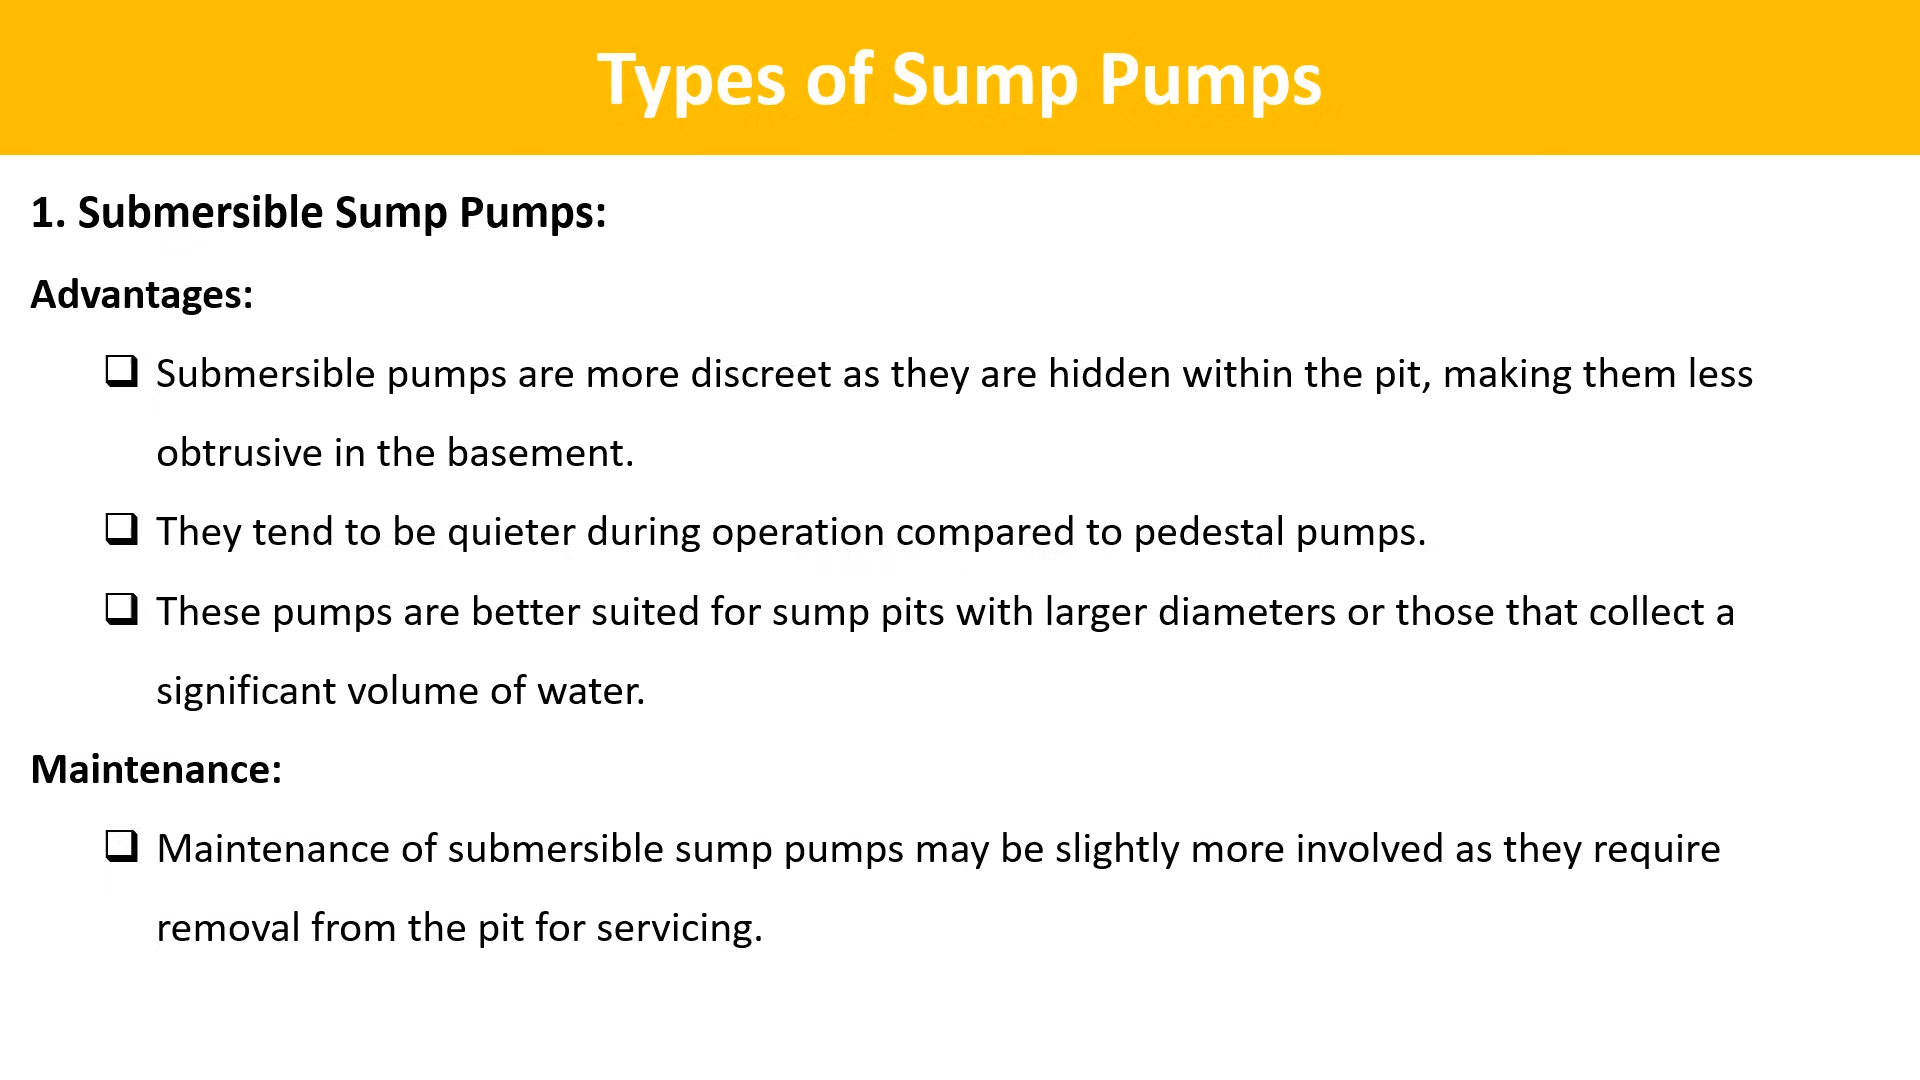 Types of Sump Pumps
1. Submersible Sump Pumps:
Advantages:
❑ Submersible pumps are more discreet as they are hidden within the pit, making them less
obtrusive in the basement.
❑ They tend to be quieter during operation compared to pedestal pumps.
❑ These pumps are better suited for sump pits with larger diameters or those that collect a
significant volume of water.
Maintenance:
❑ Maintenance of submersible sump pumps may be slightly more involved as they require
removal from the pit for servicing.